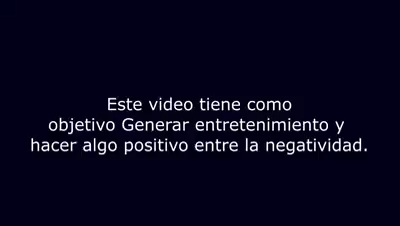 Este video tiene como
objetivo Generar entretenimiento y
hacer algo positivo entre la negatividad.